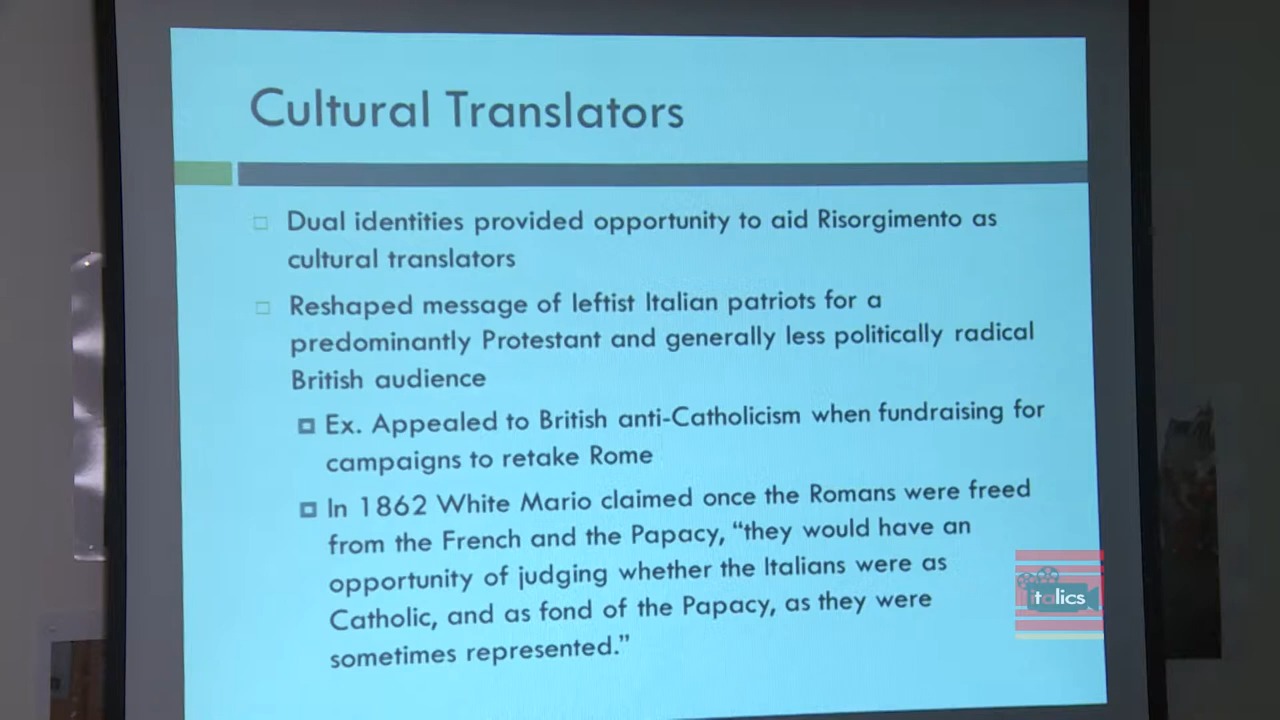 Cultural Translators
Dual identities provided opportunity to aid Risorgimento as
cultural translators
Reshaped message of leftist Italian patriots for a
predominantly Protestant and generally less politically radical
British audience
Ex. Appealed to British anti-Catholicism when fundraising for
campaigns to retake Rome
In 1862 White Mario claimed once the Romans were freed
from the French and the Papacy, “they would have an
opportunity of judging whether the Italians were as
Catholic, and as fond of the Papacy, as they were
sometimes represented.”
italics